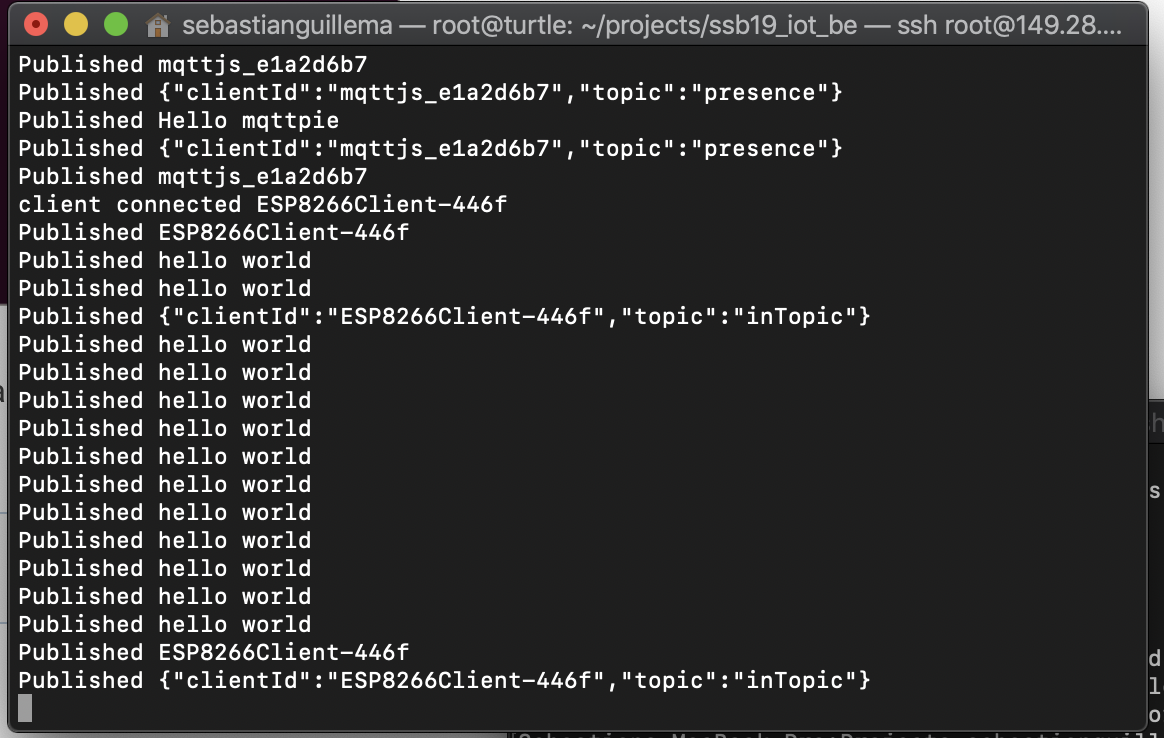 sebastianguillema — root@turtle: ~/projects/ssb19_iot_be — ssh root@149.28....
Published mqttjs_e1a2d6b7
Published {"clientId":"mqttjs_e1a2d6b7","topic":"presence"}
Published Hello mqttpie
Published {"clientId":"mqttjs_e1a2d6b7","topic":"presence"}
Published mqttjs_e1a2d6b7
client connected ESP8266Client-446f
Published ESP8266Client-446f
Published hello world
Published hello world
Published {"clientId":"ESP8266Client-446f","topic":"inTopic"}
Published hello world
Published hello world
Published hello world
Published hello world
Published hello world
Published hello world
Published hello world
Published hello world
Published hello world
Published hello world
Published hello world
Published ESP8266Client-446f
Published {"clientId":"ESP8266Client-446f","topic":"inTopic"}